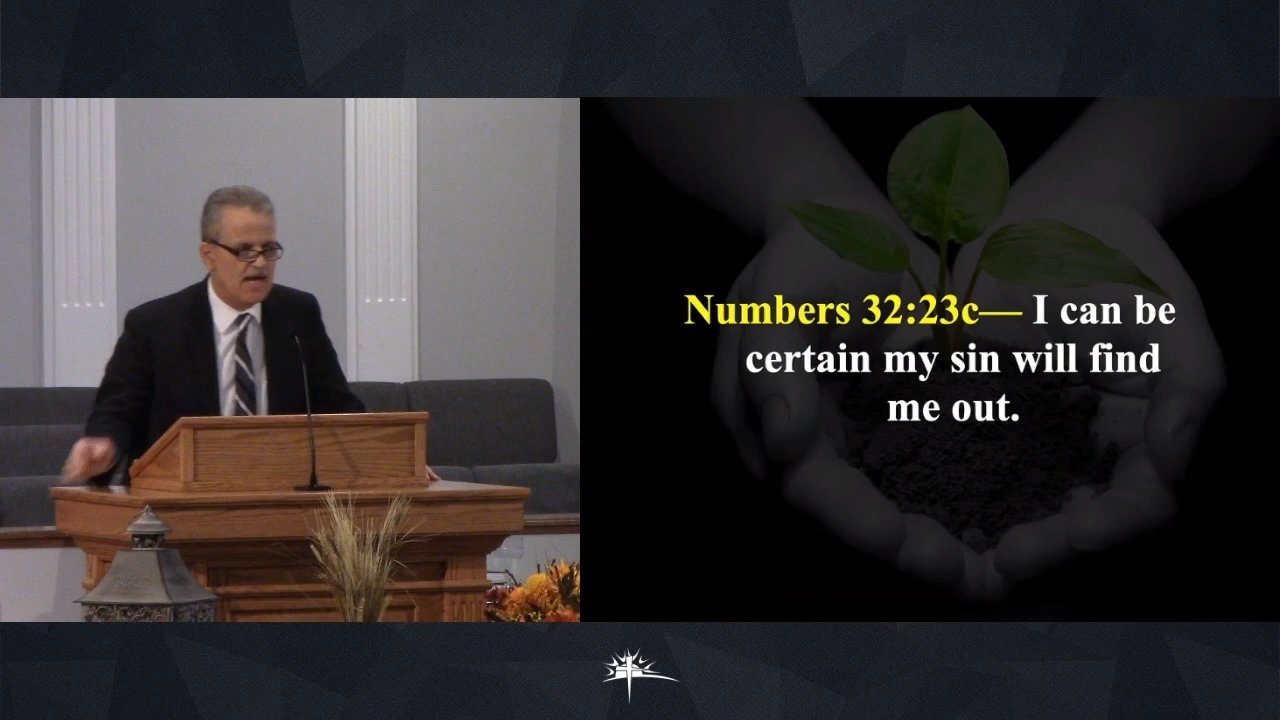 Numbers 32:23c— I can be
certain my sin will find
me out.